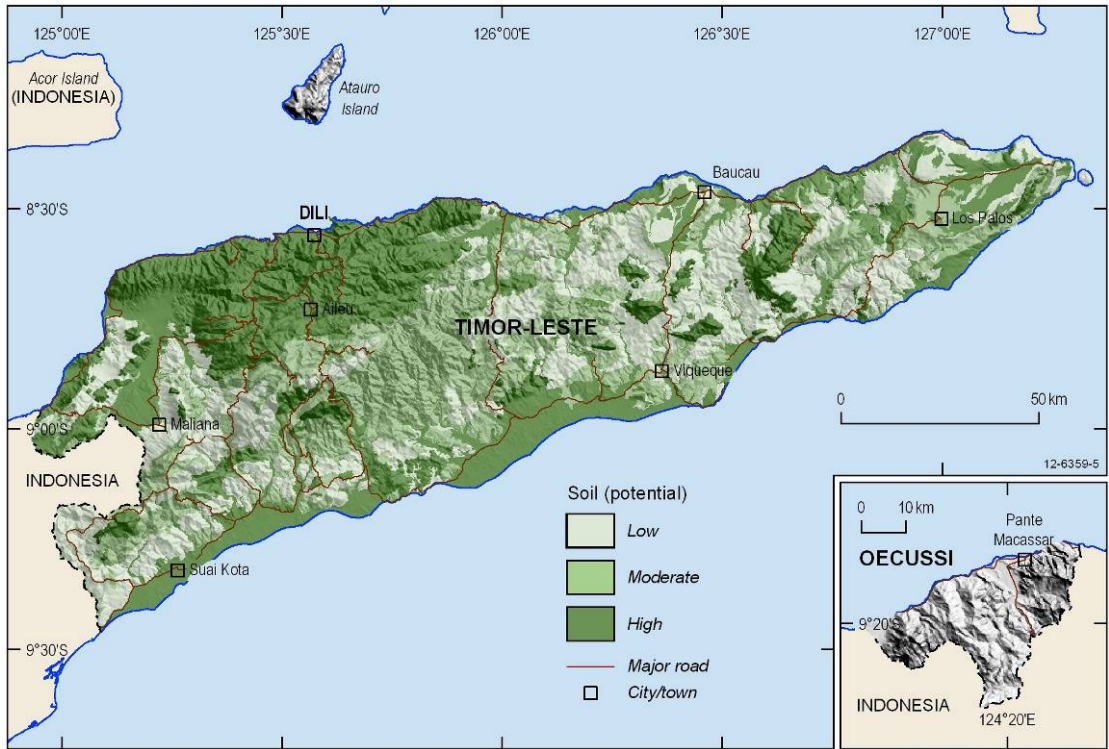 125°00'E
125°30'E
126°00'E
126°30'E
127°00'E
Acor Island
(INDONESIA)
Atauro
Island
Baucau
8°30'S
DILI
Los Palos
Aileu
TIMOR-LESTE
Viqueque
0
50 km
Maliana
9°00'S
INDONESIA
12-6359-5
Soil (potential)
Low
Moderate
High
Major road
City/town
Suai Kota
9°30'S
0
10 km
Pante
Macassar
OECUSSI
9°20'S
INDONESIA
124°20'E